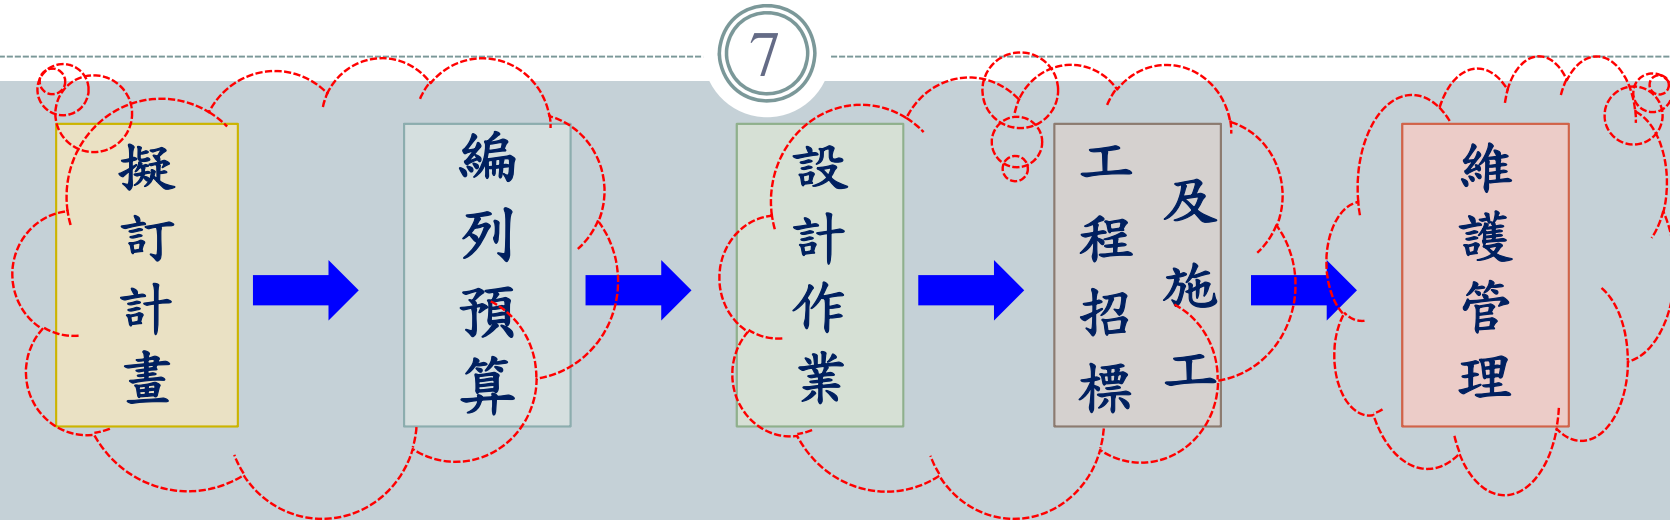 7
擬訂計畫
編列預算
設計作業
工程招標
及施工
維護管理